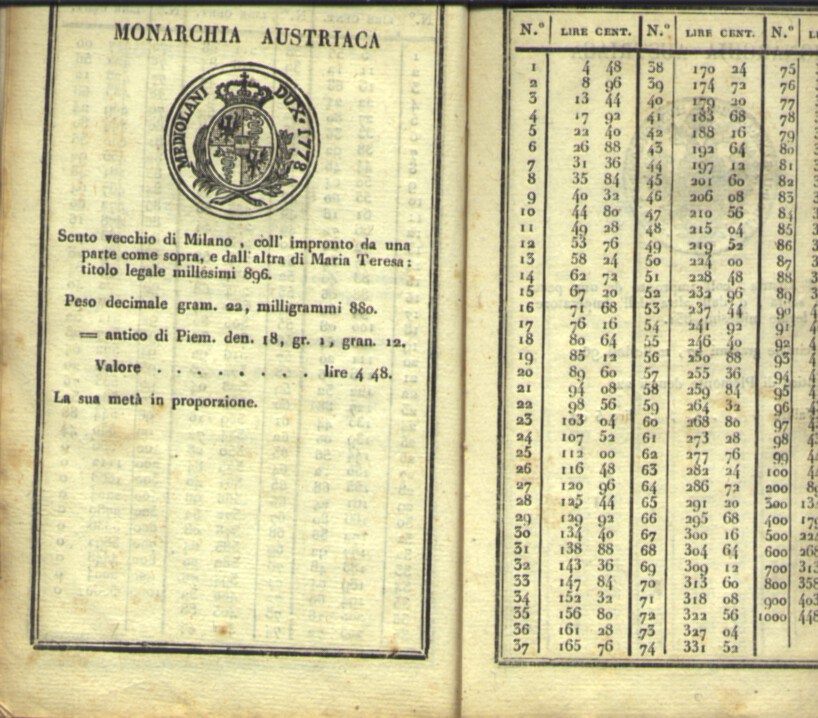 MONARCHIA AUSTRIACA
MEDIOLANI DUX · 1778
Scuto vecchio di Milano , coll' impronto da una
parte come sopra, e dall'altra di Maria Teresa :
titolo legale millesimi 896.
Peso decimale gram. 22, milligrammi 880.
= antico di Piem. den. 18, gr. 1, gran. 12.
Valore . . . . . . . . lire 4 48.
La sua metà in proporzione.
N.º LIRE CENT. N.º LIRE CENT. N.º
1 4 48 38 170 24 75
2 8 96 39 174 72 76
3 13 44 40 179 20 77
4 17 92 41 183 68 78
5 22 40 42 188 16 79
6 26 88 43 192 64 80
7 31 36 44 197 12 81
8 35 84 45 201 60 82
9 40 32 46 206 08 83
10 44 80 47 210 56 84
11 49 28 48 215 04 85
12 53 76 49 219 52 86
13 58 24 50 224 00 87
14 62 72 51 228 48 88
15 67 20 52 232 96 89
16 71 68 53 237 44 90
17 76 16 54 241 92 91
18 80 64 55 246 40 92
19 85 12 56 250 88 93
20 89 60 57 255 36 94
21 94 08 58 259 84 95
22 98 56 59 264 32 96
23 103 04 60 268 80 97
24 107 52 61 273 28 98
25 112 00 62 277 76 99
26 116 48 63 282 24 100
27 120 96 64 286 72 200
28 125 44 65 291 20 300
29 129 92 66 295 68 400
30 134 40 67 300 16 500
31 138 88 68 304 64 600
32 143 36 69 309 12 700
33 147 84 70 313 60 800
34 152 32 71 318 08 900
35 156 80 72 322 56 1000
36 161 28 73 327 04
37 165 76 74 331 52